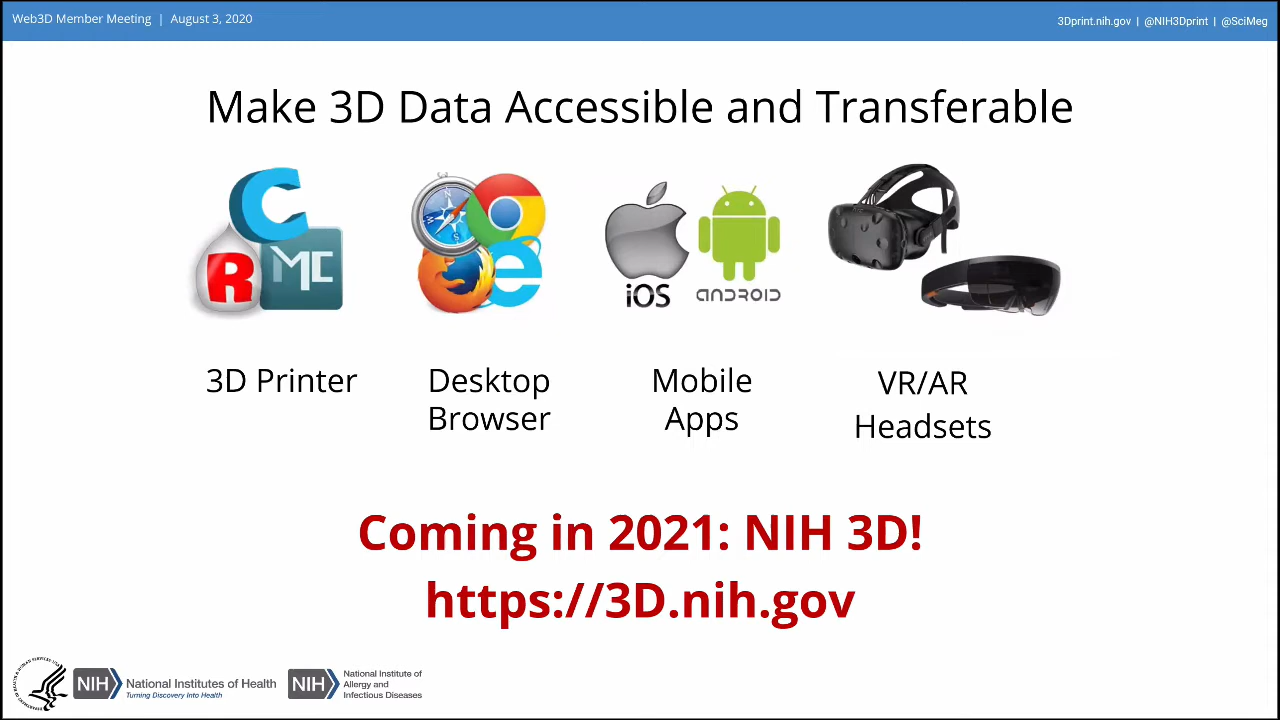 Web3D Member Meeting | August 3, 2020
3Dprint.nih.gov | @NIH3Dprint | @SciMeg
Make 3D Data Accessible and Transferable
C
R
MC
N
S
e
iOS
ANDROID
3D Printer
Desktop
Browser
Mobile
Apps
VR/AR
Headsets
Coming in 2021: NIH 3D!
https://3D.nih.gov
NIH
National Institutes of Health
Turning Discovery Into Health
NIH
National Institute of
Allergy and
Infectious Diseases